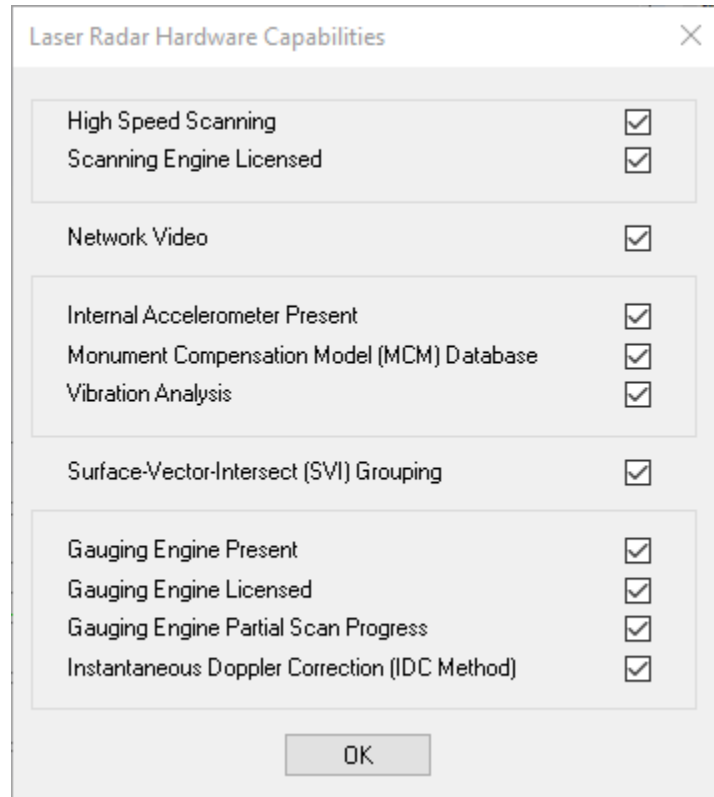 Laser Radar Hardware Capabilities
High Speed Scanning
Scanning Engine Licensed
Network Video
Internal Accelerometer Present
Monument Compensation Model (MCM) Database
Vibration Analysis
Surface-Vector-Intersect (SVI) Grouping
Gauging Engine Present
Gauging Engine Licensed
Gauging Engine Partial Scan Progress
Instantaneous Doppler Correction (IDC Method)
OK